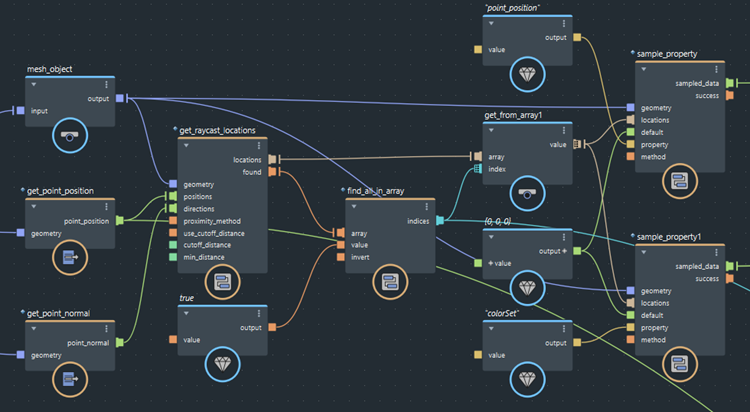 "point_position"
output
value
mesh_object
output
input
sample_property
sampled_data
success
geometry
locations
default
property
method
get_from_array1
value
array
index
get_raycast_locations
locations
found
geometry
positions
directions
proximity_method
use_cutoff_distance
cutoff_distance
min_distance
get_point_position
point_position
geometry
find_all_in_array
indices
array
value
invert
{0, 0, 0}
output
value
sample_property1
sampled_data
success
geometry
locations
default
property
method
true
output
value
get_point_normal
point_normal
geometry
"colorSet"
output
value